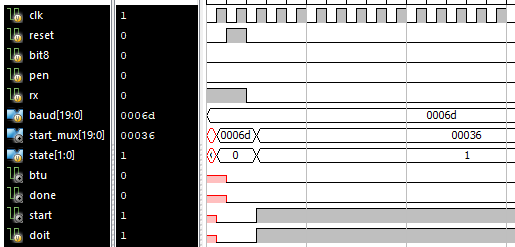 clk 1
reset 0
bit8 0
pen 0
rx 0
baud[19:0] 0006d 0006d
start_mux[19:0] 00036 0006d 00036
state[1:0] 1 0 1
btu 0
done 0
start 1
doit 1